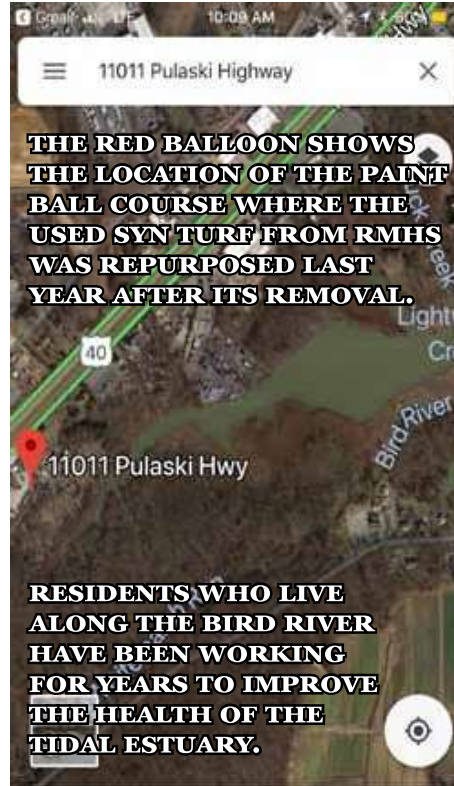 Gmail LTE 10:09 AM
11011 Pulaski Highway
THE RED BALLOON SHOWS
THE LOCATION OF THE PAINT
BALL COURSE WHERE THE
USED SYN TURF FROM RMHS
WAS REPURPOSED LAST
YEAR AFTER ITS REMOVAL.
Cr
40
Bird River
11011 Pulaski Hwy
RESIDENTS WHO LIVE
ALONG THE BIRD RIVER
HAVE BEEN WORKING
FOR YEARS TO IMPROVE
THE HEALTH OF THE
TIDAL ESTUARY.